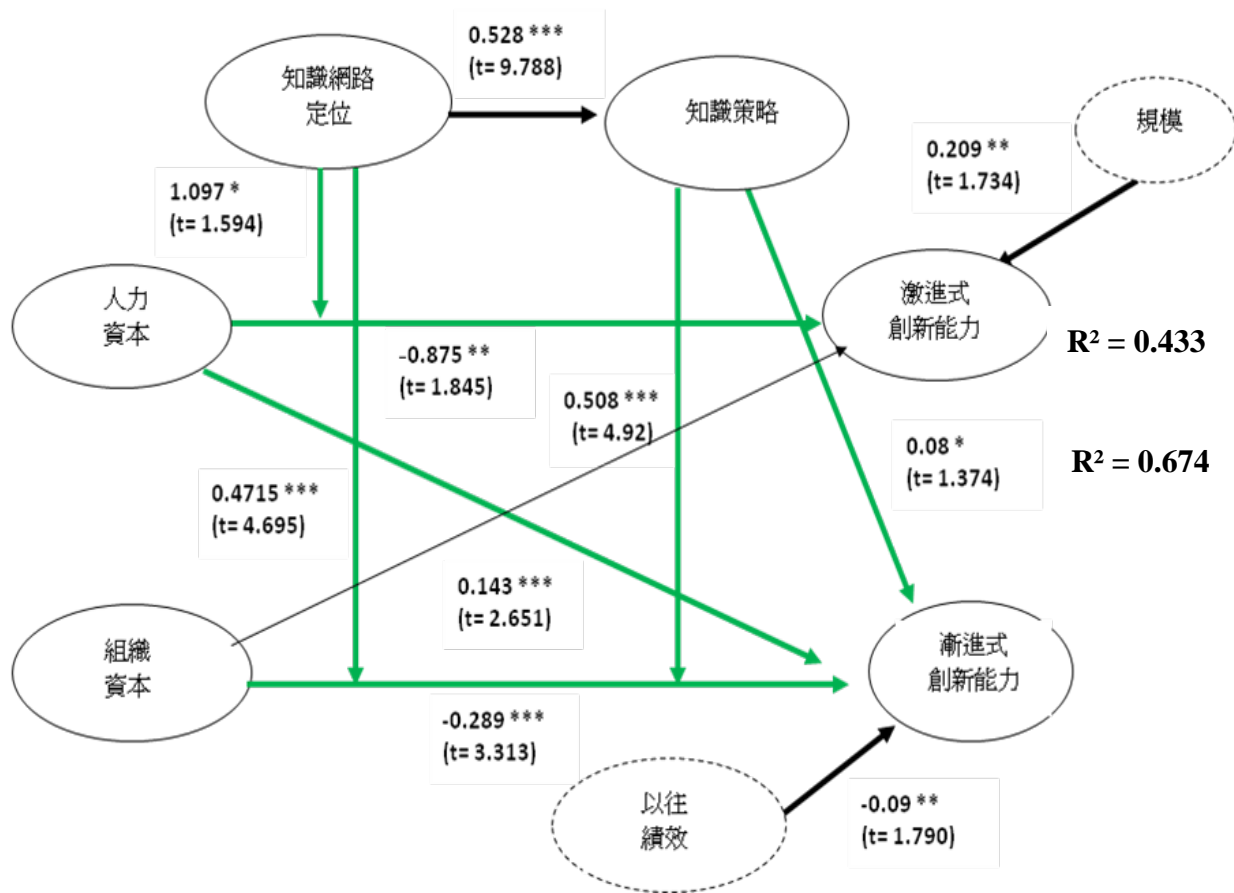 0.528 ***
(t= 9.788)
知識網路
定位
知識策略
規模
0.209 **
(t= 1.734)
1.097 *
(t= 1.594)
人力
資本
激進式
創新能力
R² = 0.433
-0.875 **
(t= 1.845)
0.508 ***
(t= 4.92)
0.08 *
(t= 1.374)
R² = 0.674
0.4715 ***
(t= 4.695)
0.143 ***
(t= 2.651)
組織
資本
漸進式
創新能力
-0.289 ***
(t= 3.313)
以往
績效
-0.09 **
(t= 1.790)